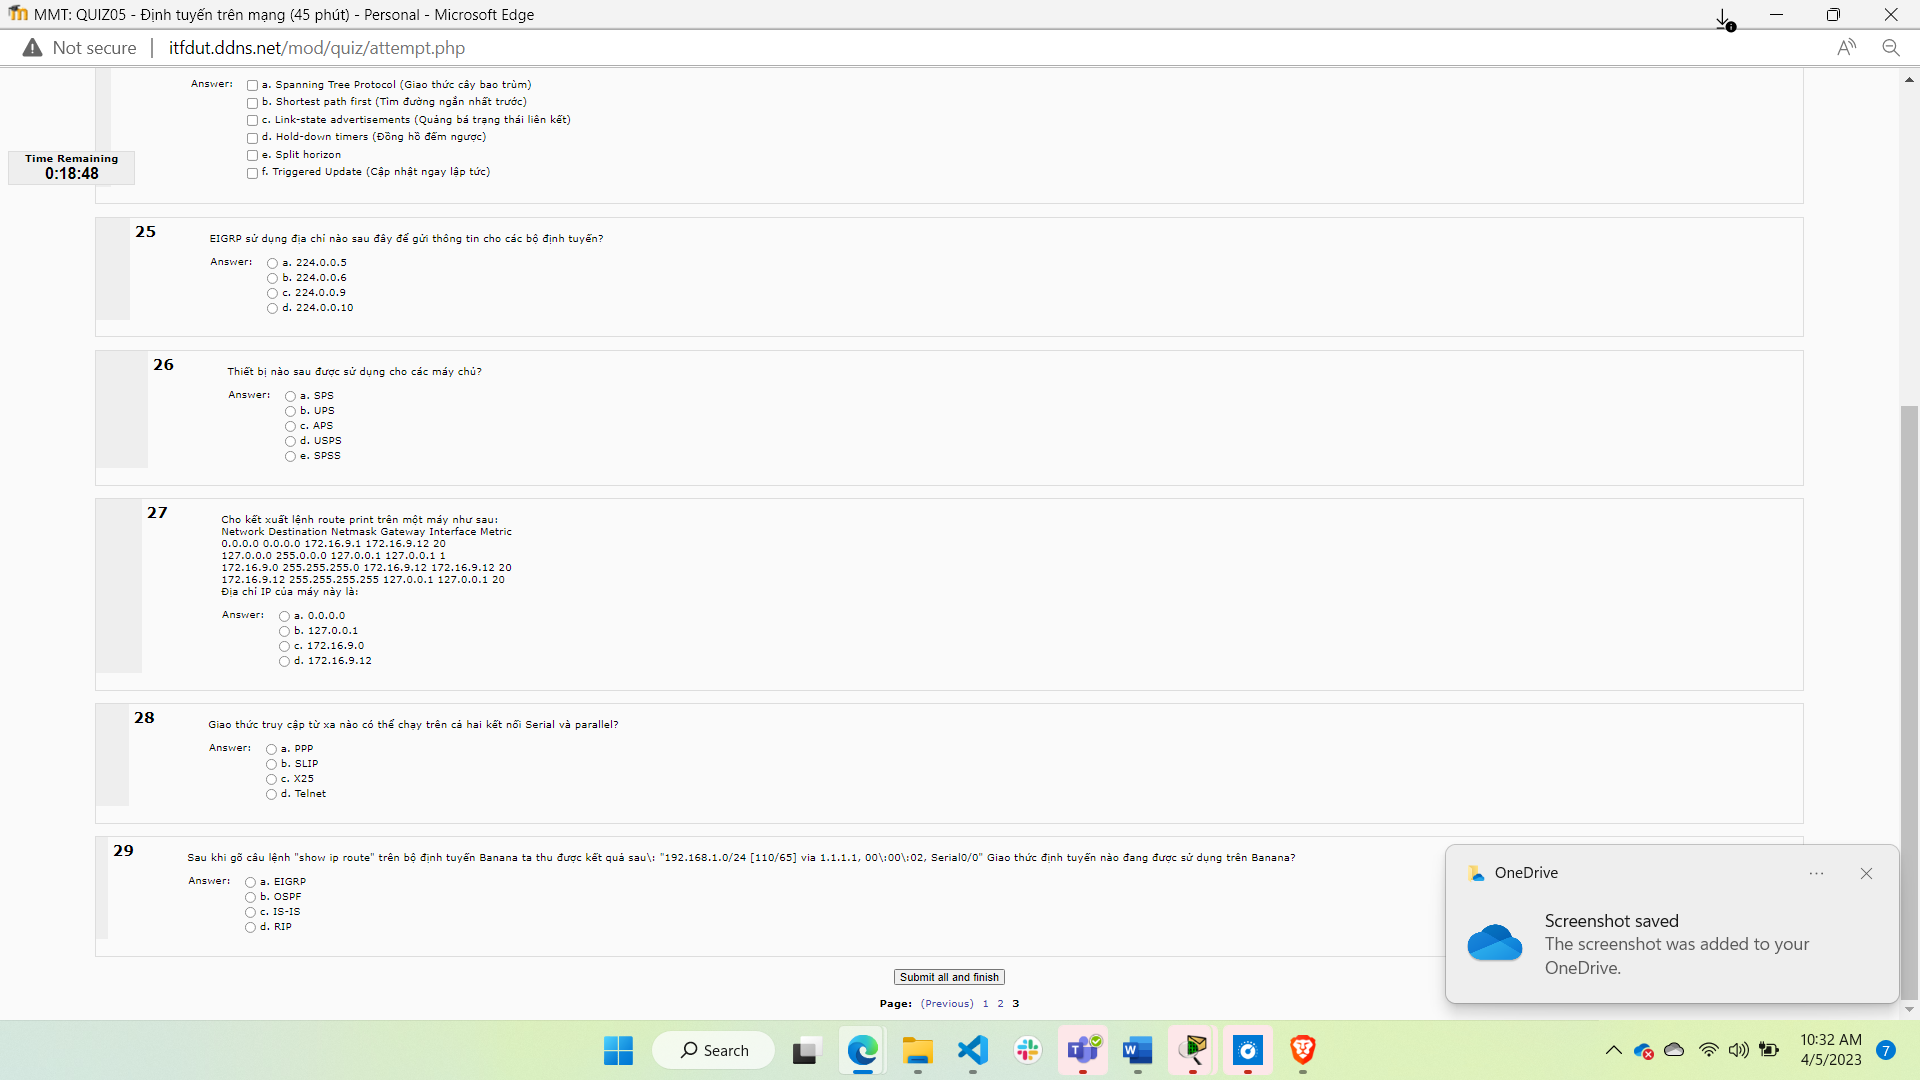 MMT: QUIZ05 - Định tuyến trên mạng (45 phút) - Personal - Microsoft Edge
Not secure | itfdut.ddns.net/mod/quiz/attempt.php
Answer:
a. Spanning Tree Protocol (Giao thức cây bao trùm)
b. Shortest path first (Tìm đường ngắn nhất trước)
c. Link-state advertisements (Quảng bá trạng thái liên kết)
d. Hold-down timers (Đồng hồ đếm ngược)
e. Split horizon
f. Triggered Update (Cập nhật ngay lập tức)
Time Remaining
0:18:48
25
EIGRP sử dụng địa chỉ nào sau đây để gửi thông tin cho các bộ định tuyến?
Answer:
a. 224.0.0.5
b. 224.0.0.6
c. 224.0.0.9
d. 224.0.0.10
26
Thiết bị nào sau được sử dụng cho các máy chủ?
Answer:
a. SPS
b. UPS
c. APS
d. USPS
e. SPSS
27
Cho kết xuất lệnh route print trên một máy như sau:
Network Destination Netmask Gateway Interface Metric
0.0.0.0 0.0.0.0 172.16.9.1 172.16.9.12 20
127.0.0.0 255.0.0.0 127.0.0.1 127.0.0.1 1
172.16.9.0 255.255.255.0 172.16.9.12 172.16.9.12 20
172.16.9.12 255.255.255.255 127.0.0.1 127.0.0.1 20
Địa chỉ IP của máy này là:
Answer:
a. 0.0.0.0
b. 127.0.0.1
c. 172.16.9.0
d. 172.16.9.12
28
Giao thức truy cập từ xa nào có thể chạy trên cả hai kết nối Serial và parallel?
Answer:
a. PPP
b. SLIP
c. X25
d. Telnet
29
Sau khi gõ câu lệnh "show ip route" trên bộ định tuyến Banana ta thu được kết quả sau\: "192.168.1.0/24 [110/65] via 1.1.1.1, 00\:00\:02, Serial0/0" Giao thức định tuyến nào đang được sử dụng trên Banana?
Answer:
a. EIGRP
b. OSPF
c. IS-IS
d. RIP
Submit all and finish
Page: (Previous) 1 2 3
OneDrive
Screenshot saved
The screenshot was added to your
OneDrive.
Search
10:32 AM
4/5/2023
7